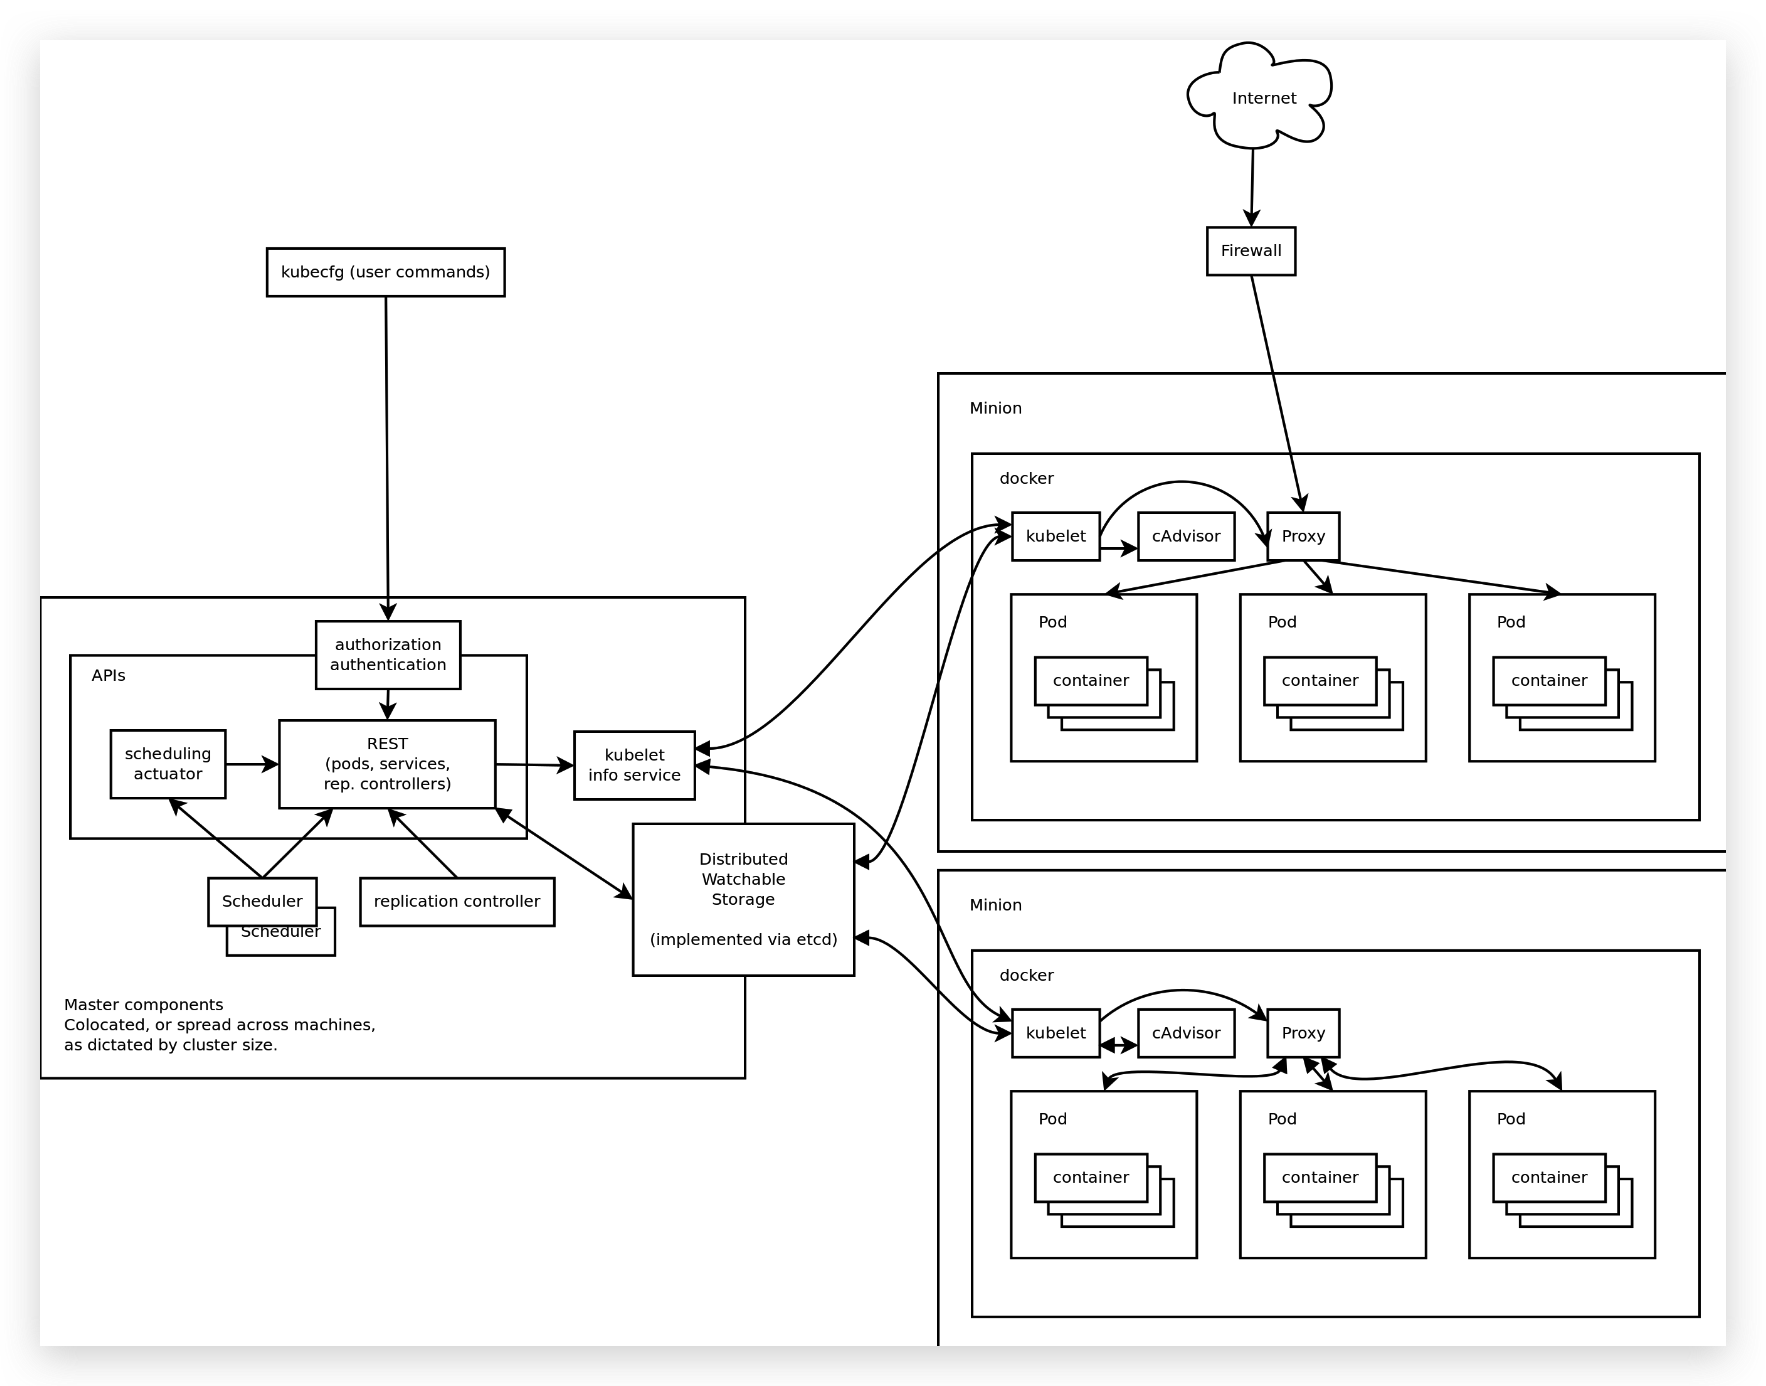 Internet
Firewall
kubecfg (user commands)
authorization
authentication
APIs
scheduling
actuator
REST
(pods, services,
rep. controllers)
kubelet
info service
Scheduler
Scheduler
replication controller
Distributed
Watchable
Storage
(implemented via etcd)
Master components
Colocated, or spread across machines,
as dictated by cluster size.
Minion
docker
kubelet
cAdvisor
Proxy
Pod
container
Pod
container
Pod
container
Minion
docker
kubelet
cAdvisor
Proxy
Pod
container
Pod
container
Pod
container